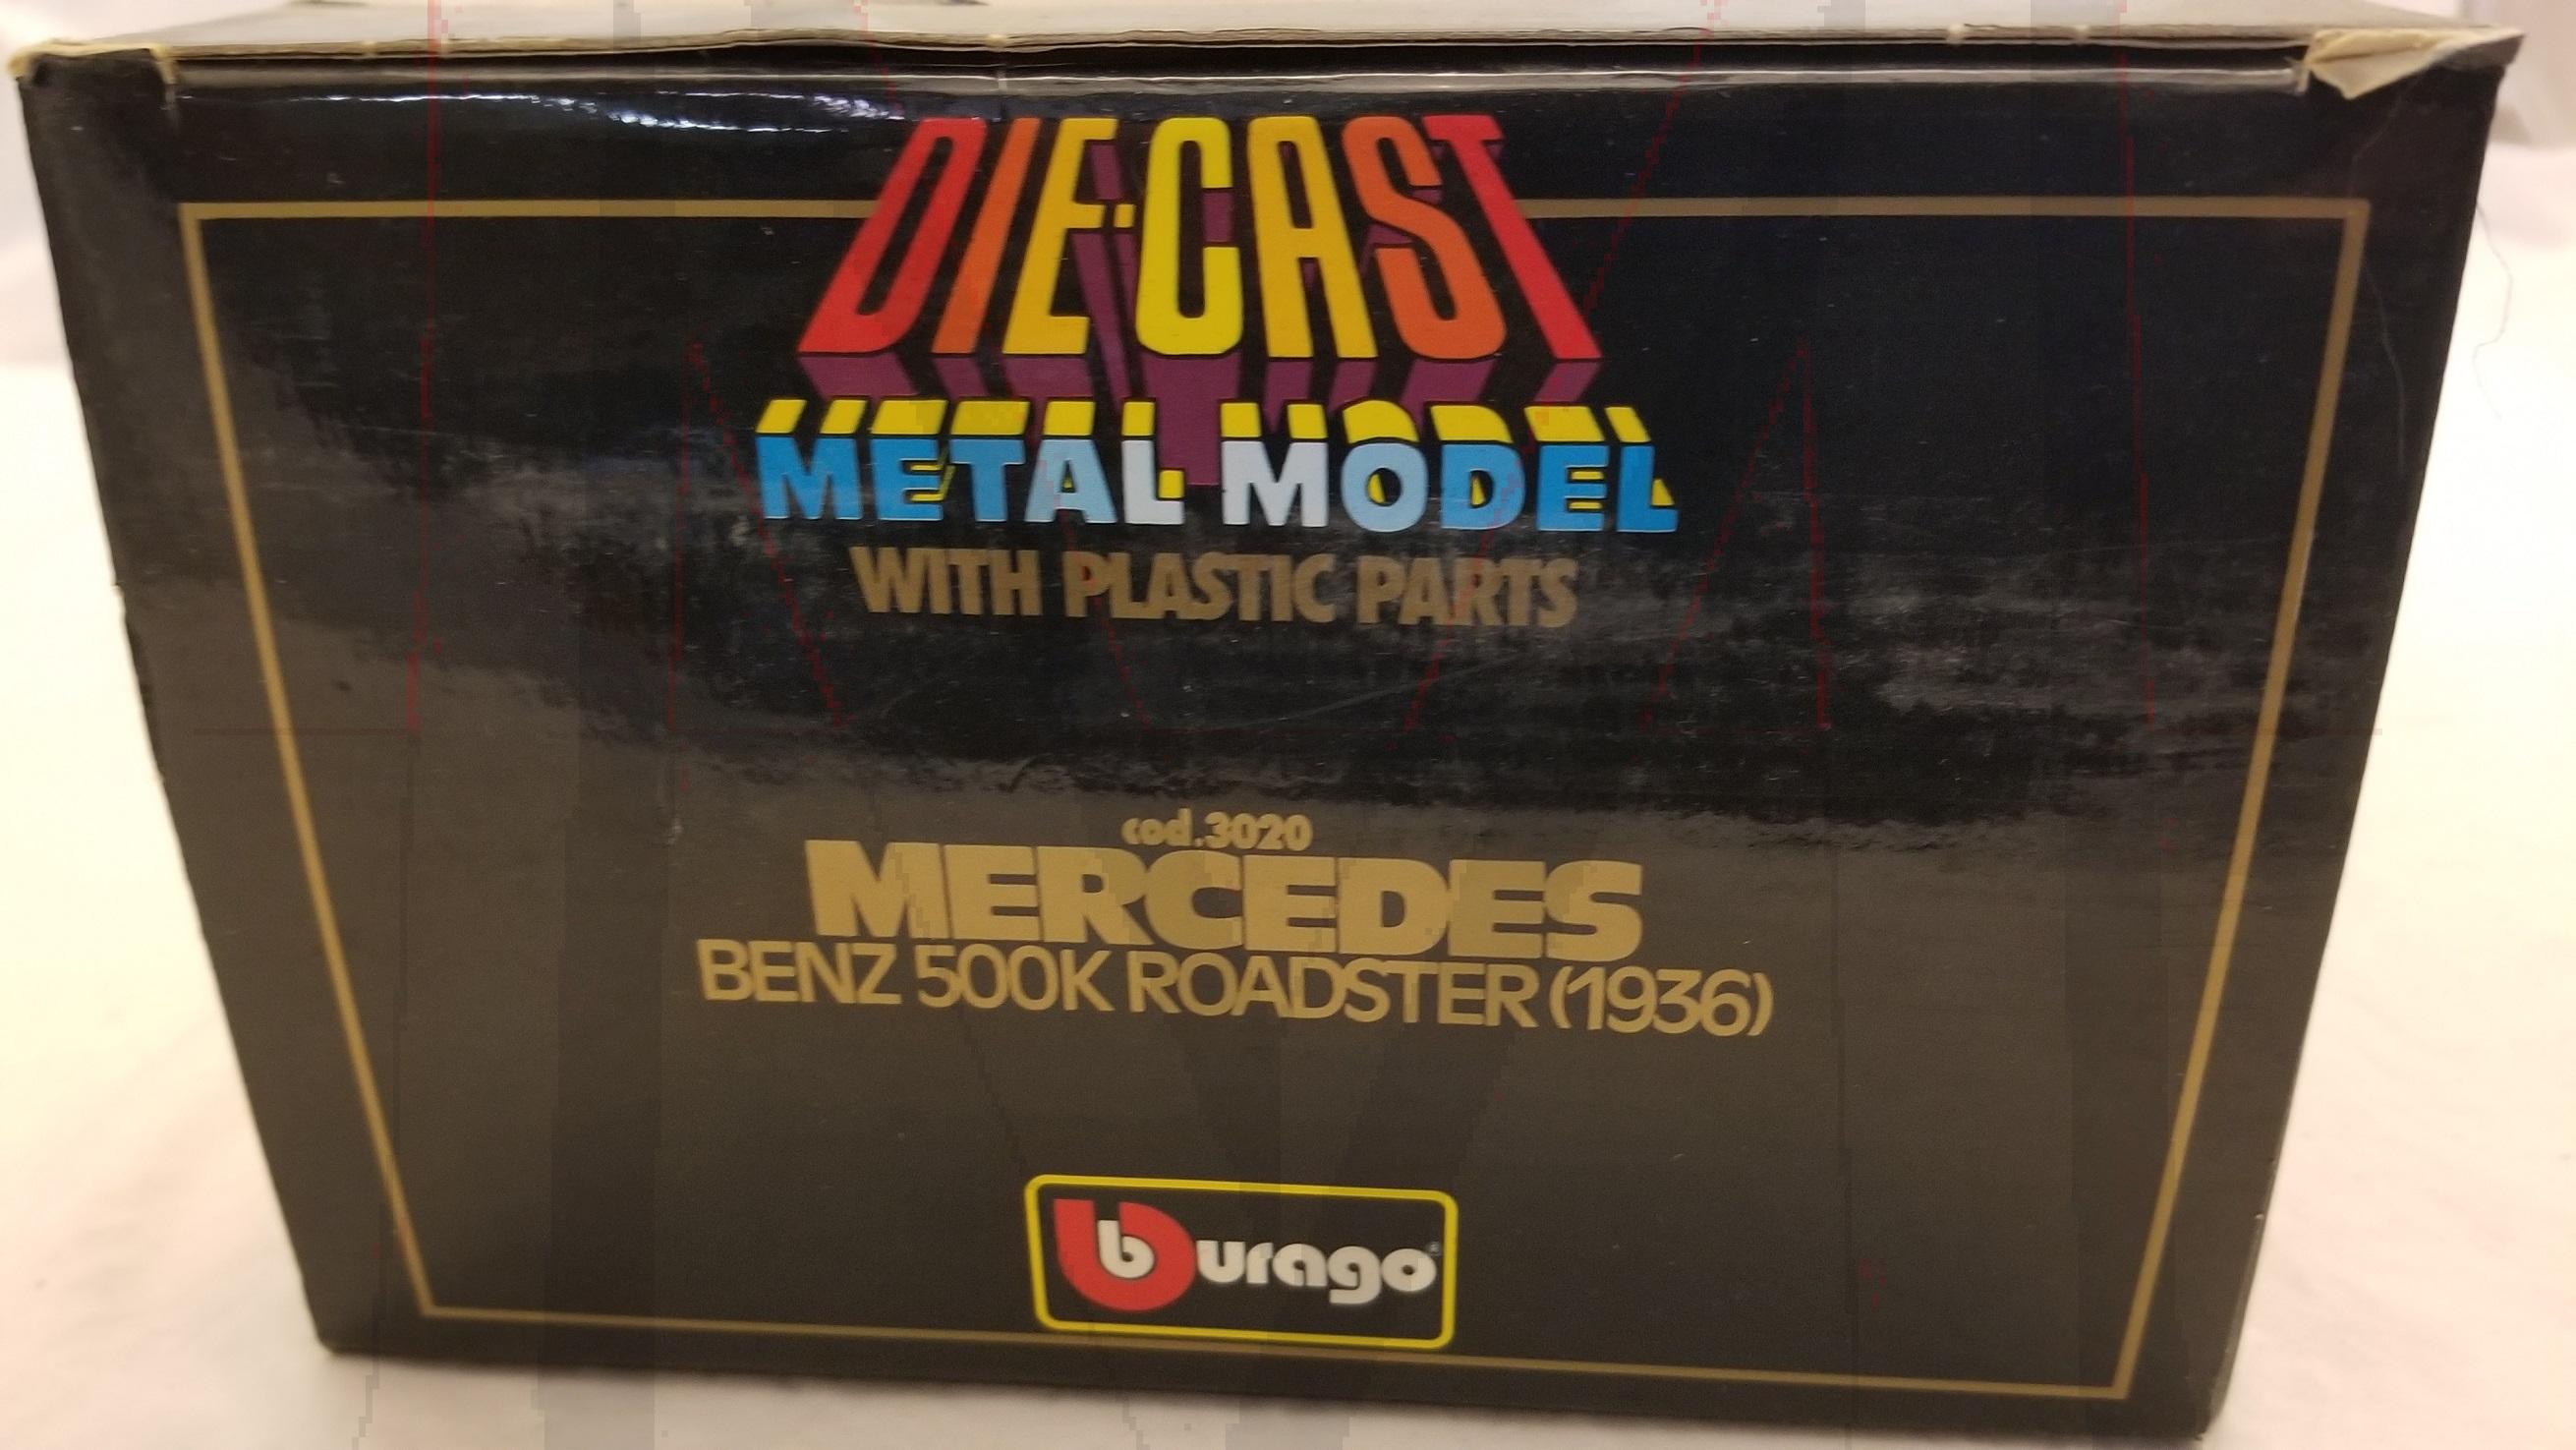 DIE-CAST
METAL MODEL
WITH PLASTIC PARTS
cod.3020
MERCEDES
BENZ 500K ROADSTER (1936)
burago